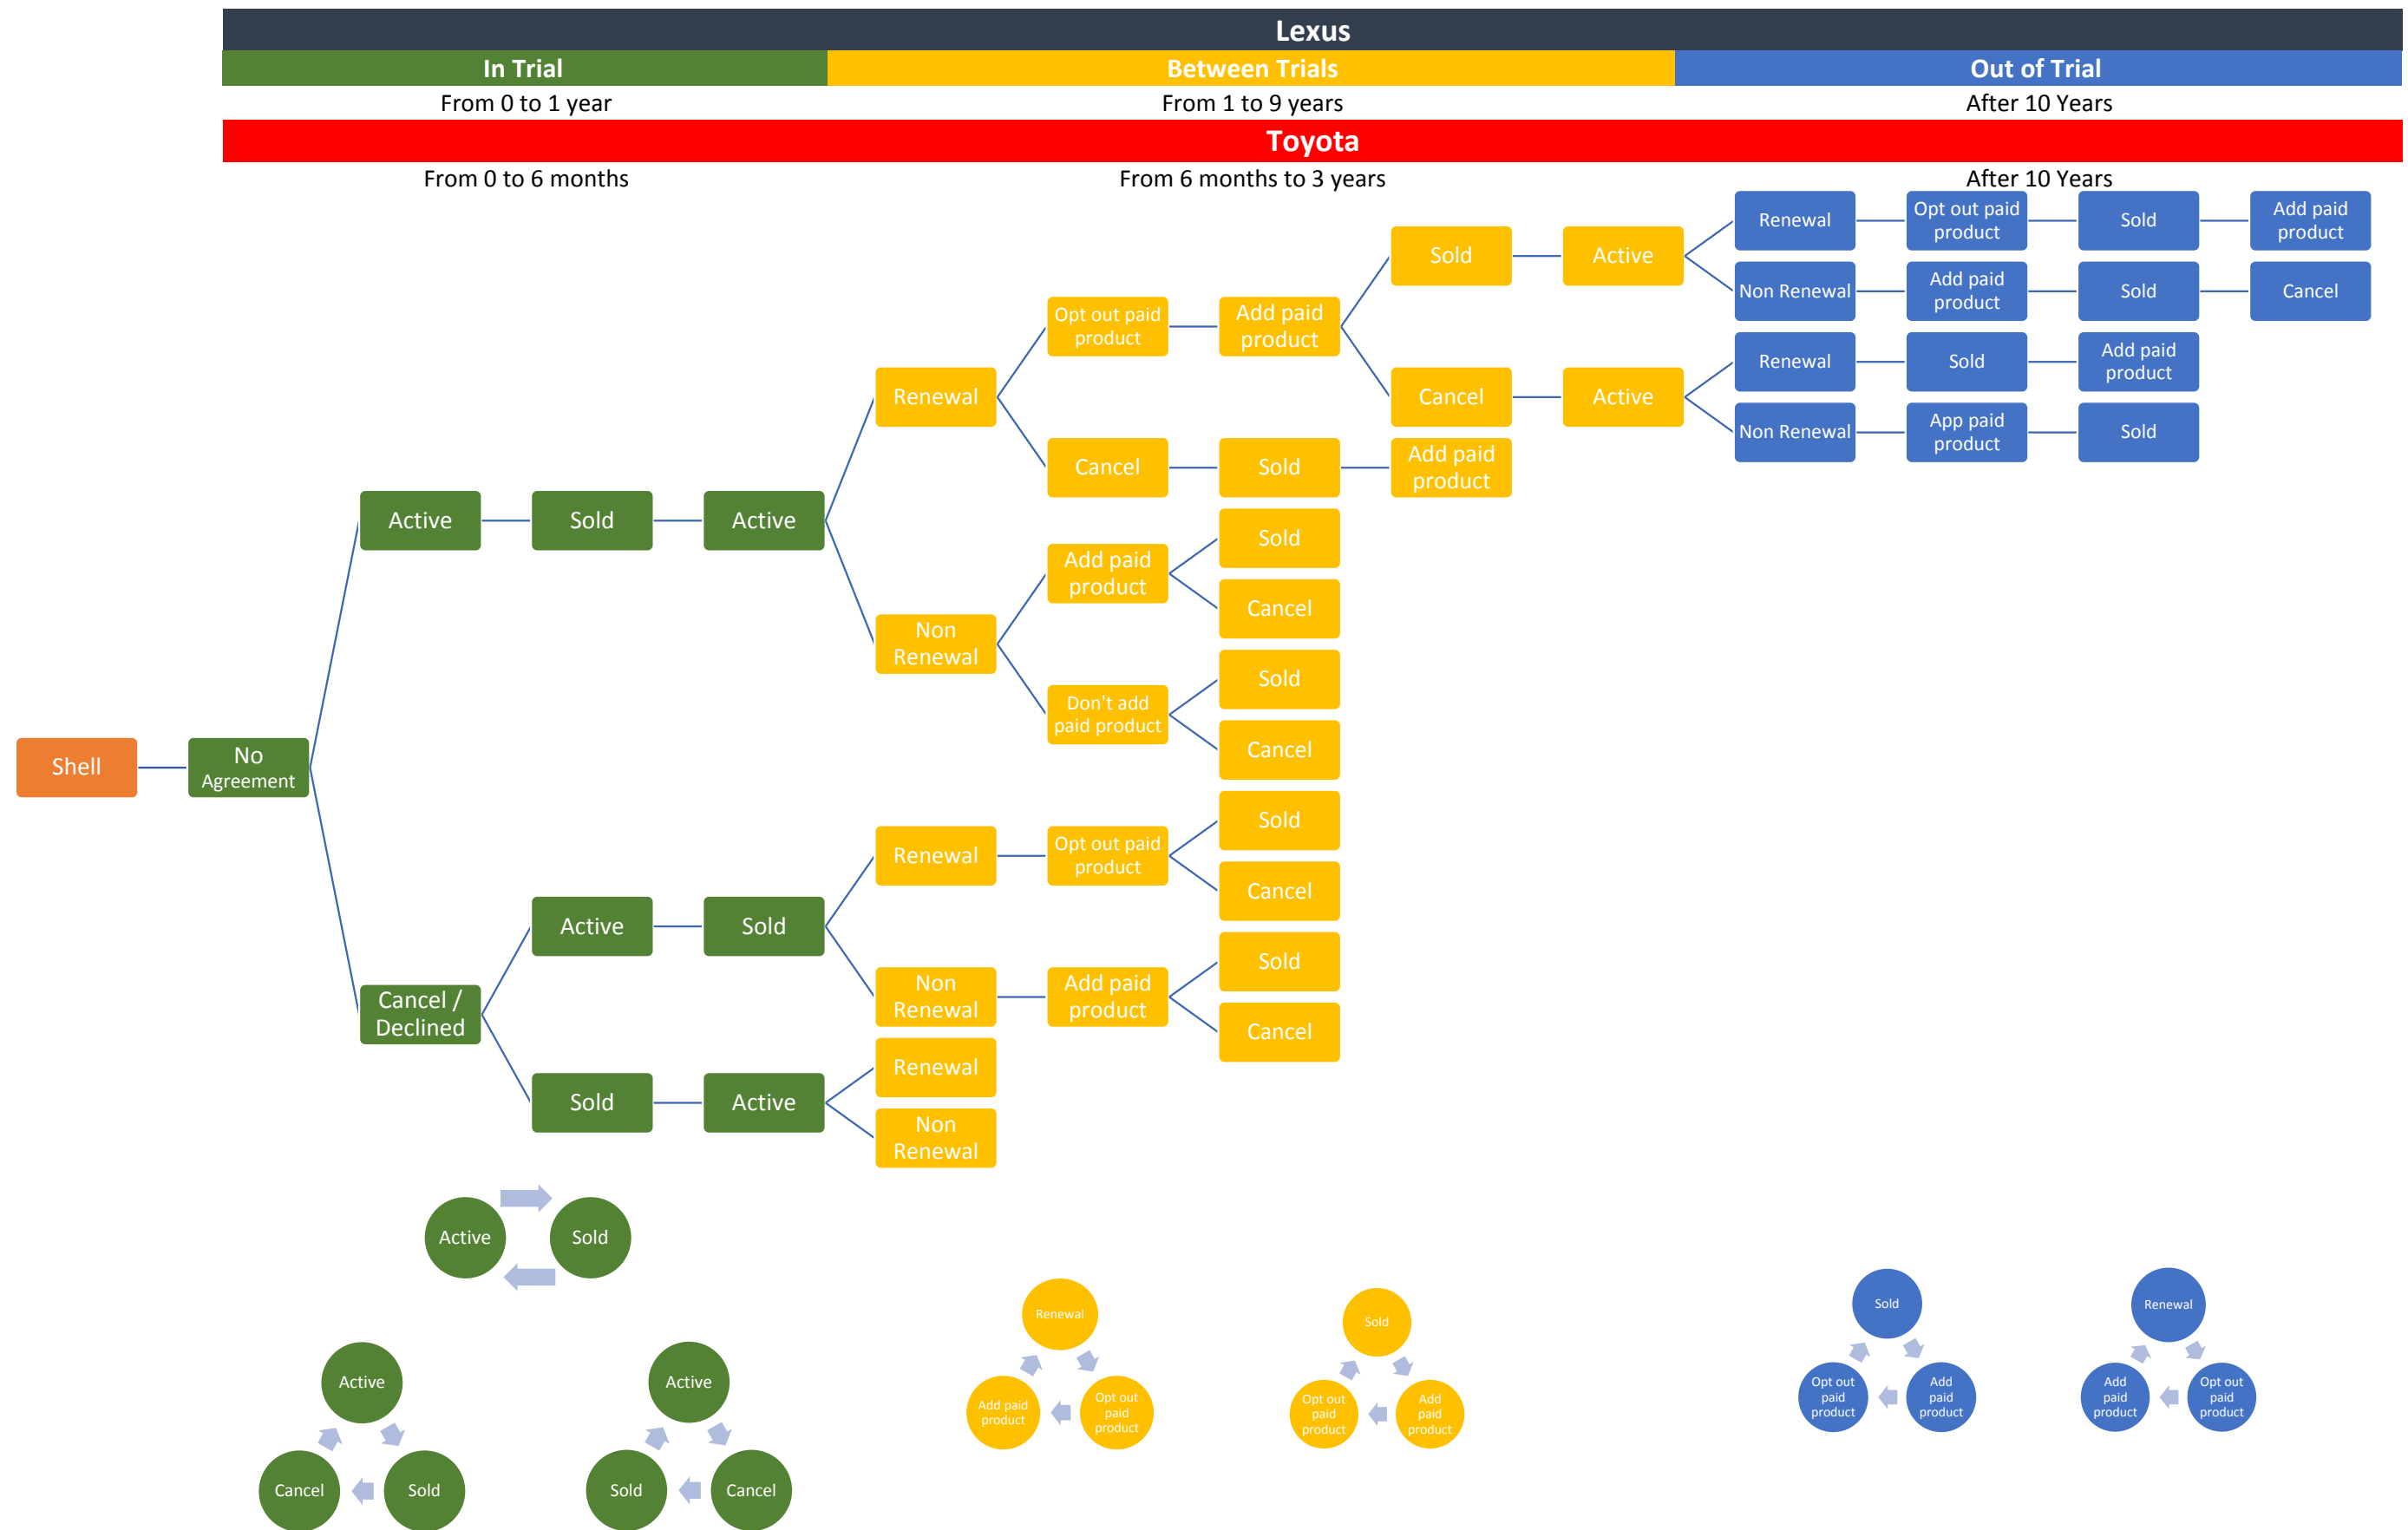 Lexus
In Trial
Between Trials
Out of Trial
From 0 to 1 year
From 1 to 9 years
After 10 Years
Toyota
From 0 to 6 months
From 6 months to 3 years
After 10 Years
Renewal
Opt out paid
product
Sold
Add paid
product
Sold
Active
Non Renewal
Add paid
product
Sold
Cancel
Opt out paid
product
Add paid
product
Renewal
Sold
Add paid
product
Renewal
Cancel
Active
Non Renewal
App paid
product
Sold
Cancel
Sold
Add paid
product
Active
Sold
Active
Sold
Add paid
product
Cancel
Non
Renewal
Sold
Don't add
paid product
Cancel
Shell
No
Agreement
Sold
Renewal
Opt out paid
product
Cancel
Active
Sold
Sold
Non
Renewal
Add paid
product
Cancel /
Declined
Cancel
Renewal
Sold
Active
Non
Renewal
Active
Sold
Renewal
Opt out
paid
product
Add paid
product
Sold
Add
paid
product
Opt out
paid
product
Sold
Add
paid
product
Opt out
paid
product
Renewal
Opt out
paid
product
Add
paid
product
Active
Sold
Cancel
Active
Cancel
Sold